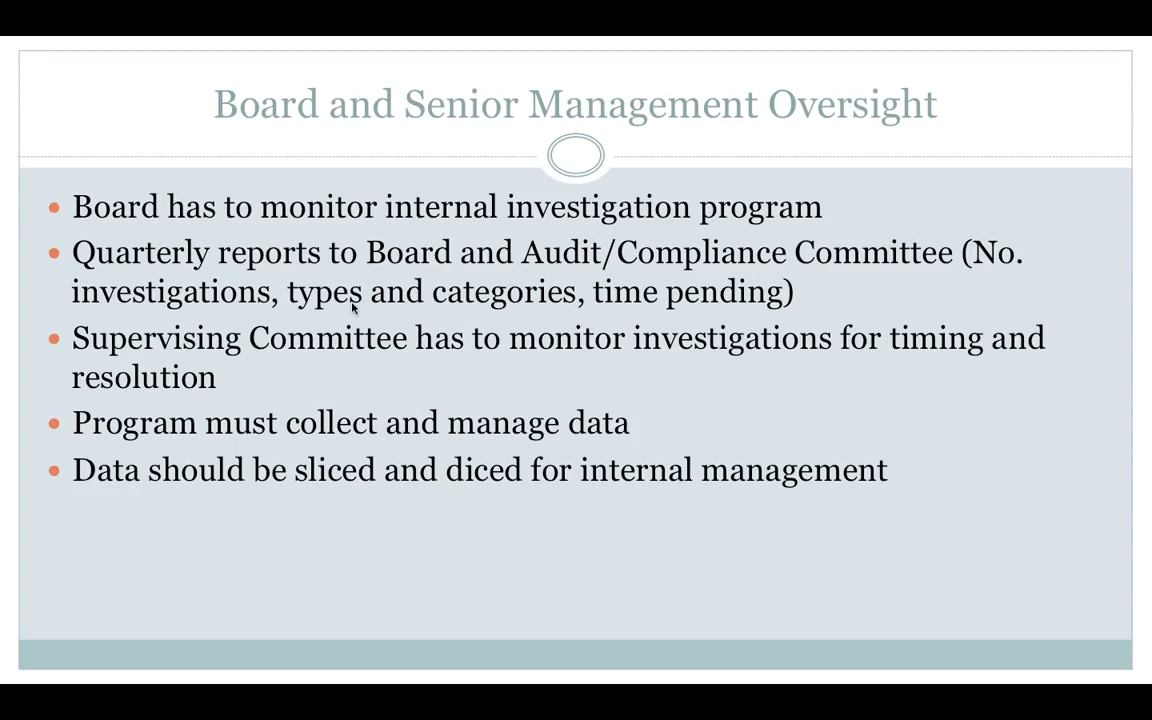 Board and Senior Management Oversight
• Board has to monitor internal investigation program
• Quarterly reports to Board and Audit/Compliance Committee (No.
investigations, types and categories, time pending)
• Supervising Committee has to monitor investigations for timing and
resolution
• Program must collect and manage data
• Data should be sliced and diced for internal management